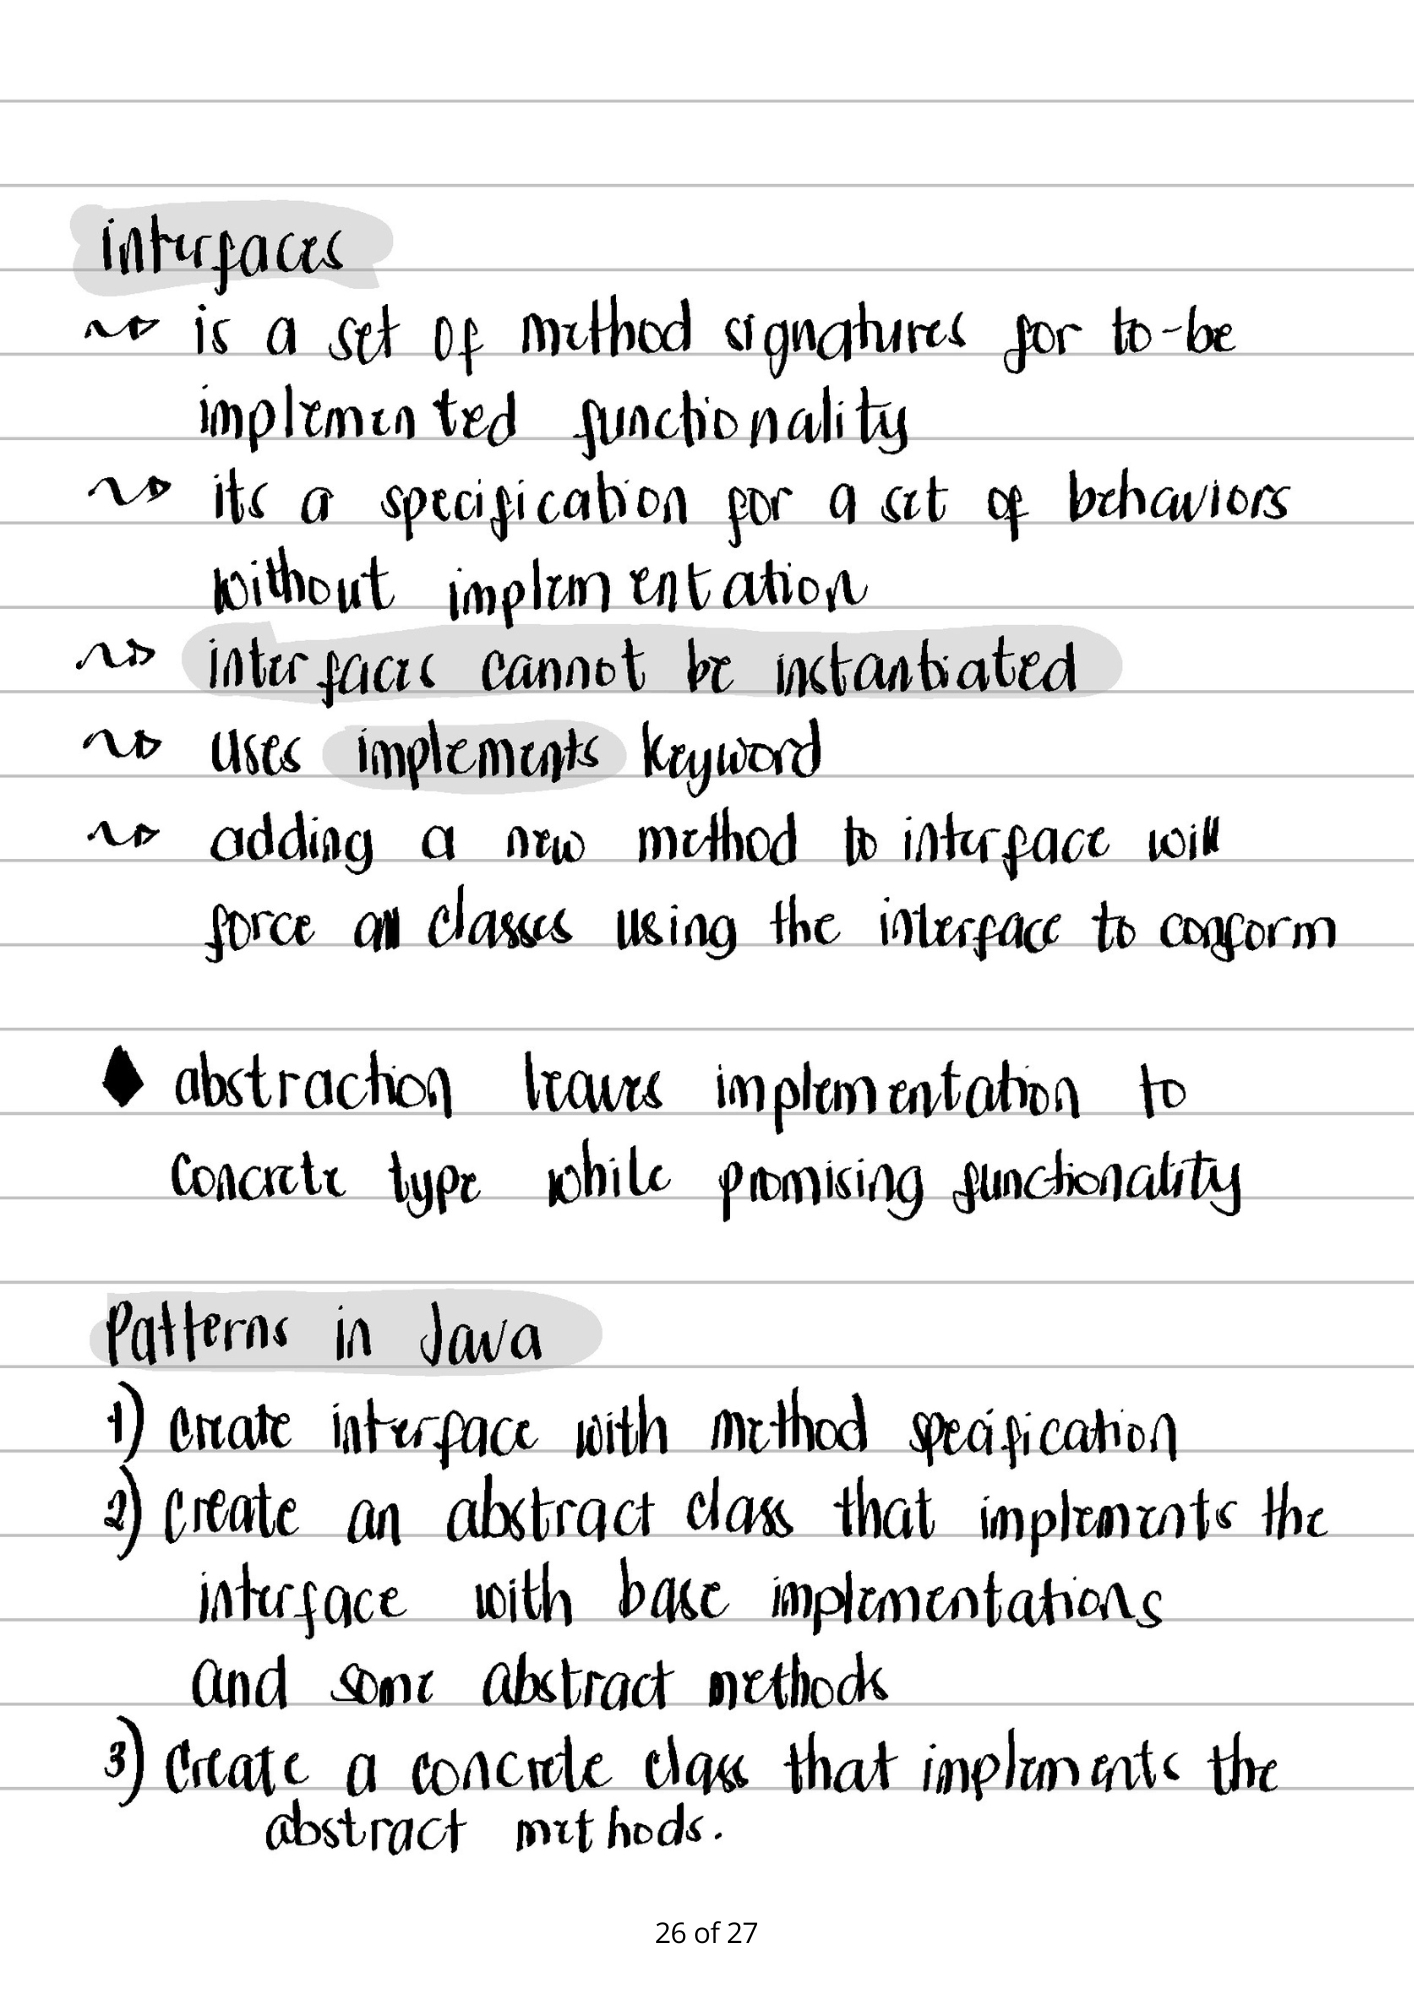 interfaces
is a set of method signatures for to-be
implemented functionality
its a specification for a set of behaviors
without implementation
interfaces cannot be instantiated
uses implements keyword
adding a new method to interface will
force all classes using the interface to conform
abstraction leaves implementation to
concrete type while promising functionality
Patterns in Java
1) create interface with method specification
2) create an abstract class that implements the
interface with base implementations
and some abstract methods
3) create a concrete class that implements the
abstract methods.
26 of 27